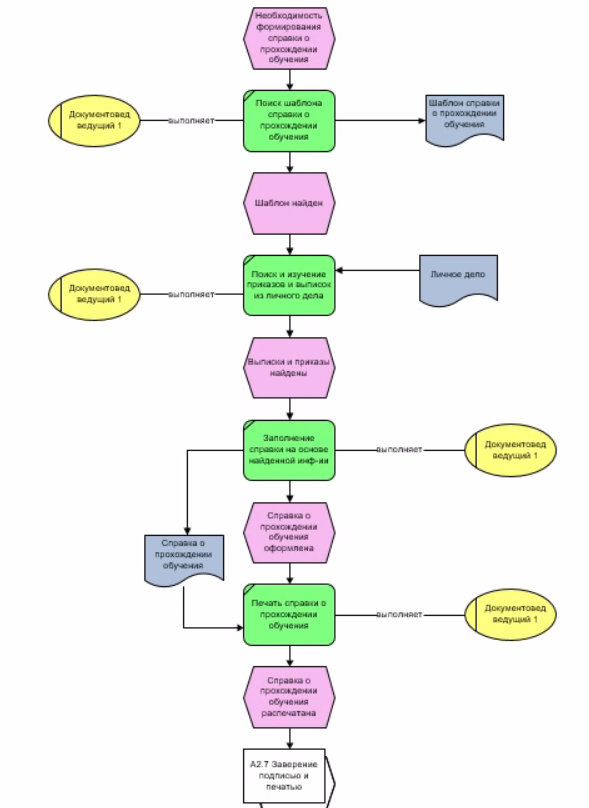 Необходимость
формирования
справки о
прохождении
обучения
Документовед
ведущий 1
выполняет
Поиск шаблона
справки о
прохождении
обучения
Шаблон справки
о прохождении
обучения
Шаблон найден
Документовед
ведущий 1
выполняет
Поиск и изучение
приказов и выписок
из личного дела
Личное дело
Выписки и приказы
найдены
Заполнение
справки на основе
найденной инф-ии
выполняет
Документовед
ведущий 1
Справка о
прохождении
обучения
оформлена
Справка о
прохождении
обучения
Печать справки о
прохождении
обучения
выполняет
Документовед
ведущий 1
Справка о
прохождении
обучения
распечатана
А2.7 Заверение
подписью и
печатью